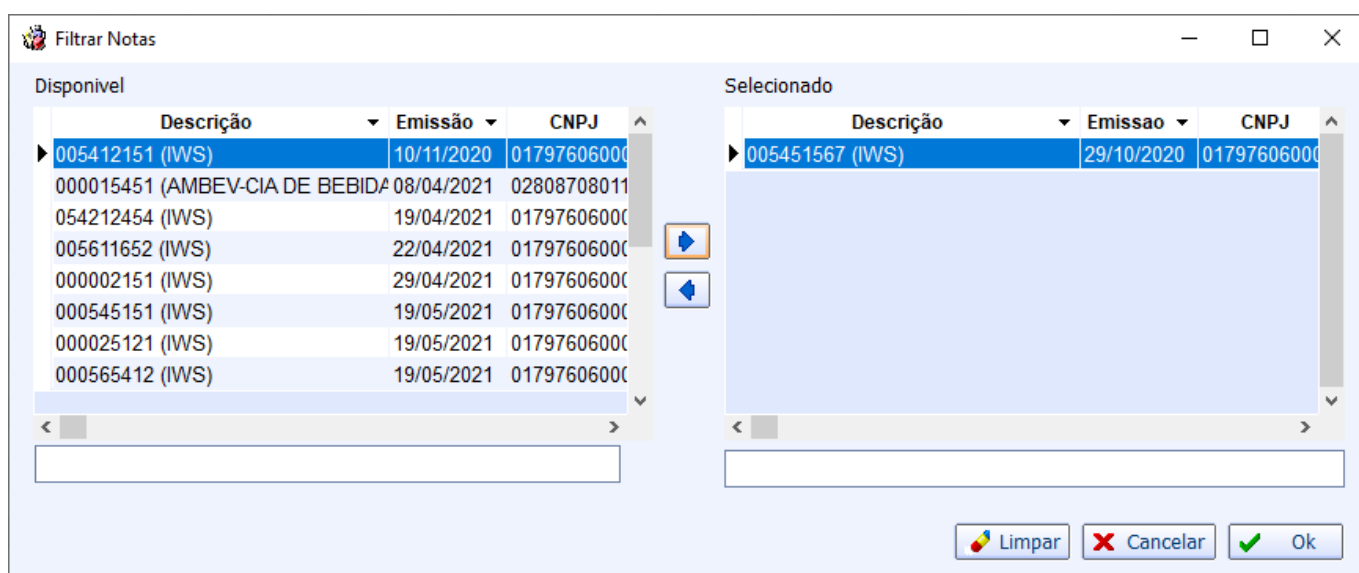 Filtrar Notas
Disponivel
Descrição Emissão CNPJ
005412151 (IWS) 10/11/2020 01797606000
000015451 (AMBEV-CIA DE BEBIDA 08/04/2021 02808708011
054212454 (IWS) 19/04/2021 01797606000
005611652 (IWS) 22/04/2021 01797606000
000002151 (IWS) 29/04/2021 01797606000
000545151 (IWS) 19/05/2021 01797606000
000025121 (IWS) 19/05/2021 01797606000
000565412 (IWS) 19/05/2021 01797606000
Selecionado
Descrição Emissao CNPJ
005451567 (IWS) 29/10/2020 01797606000
Limpar Cancelar Ok